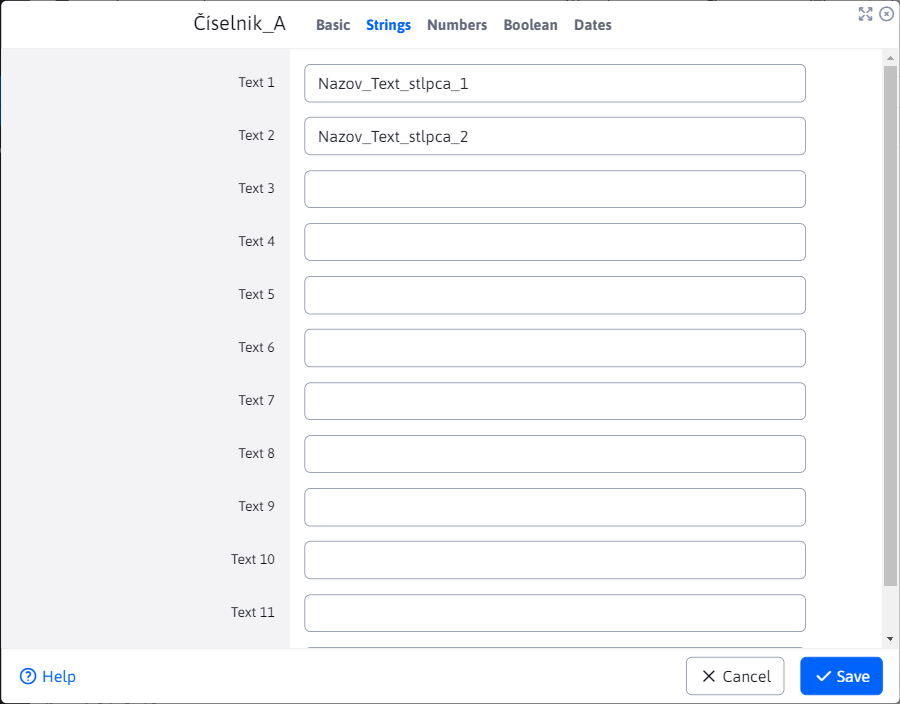 Číselnik_A Basic Strings Numbers Boolean Dates
Text 1 Nazov_Text_stlpca_1
Text 2 Nazov_Text_stlpca_2
Text 3
Text 4
Text 5
Text 6
Text 7
Text 8
Text 9
Text 10
Text 11
Help Cancel Save